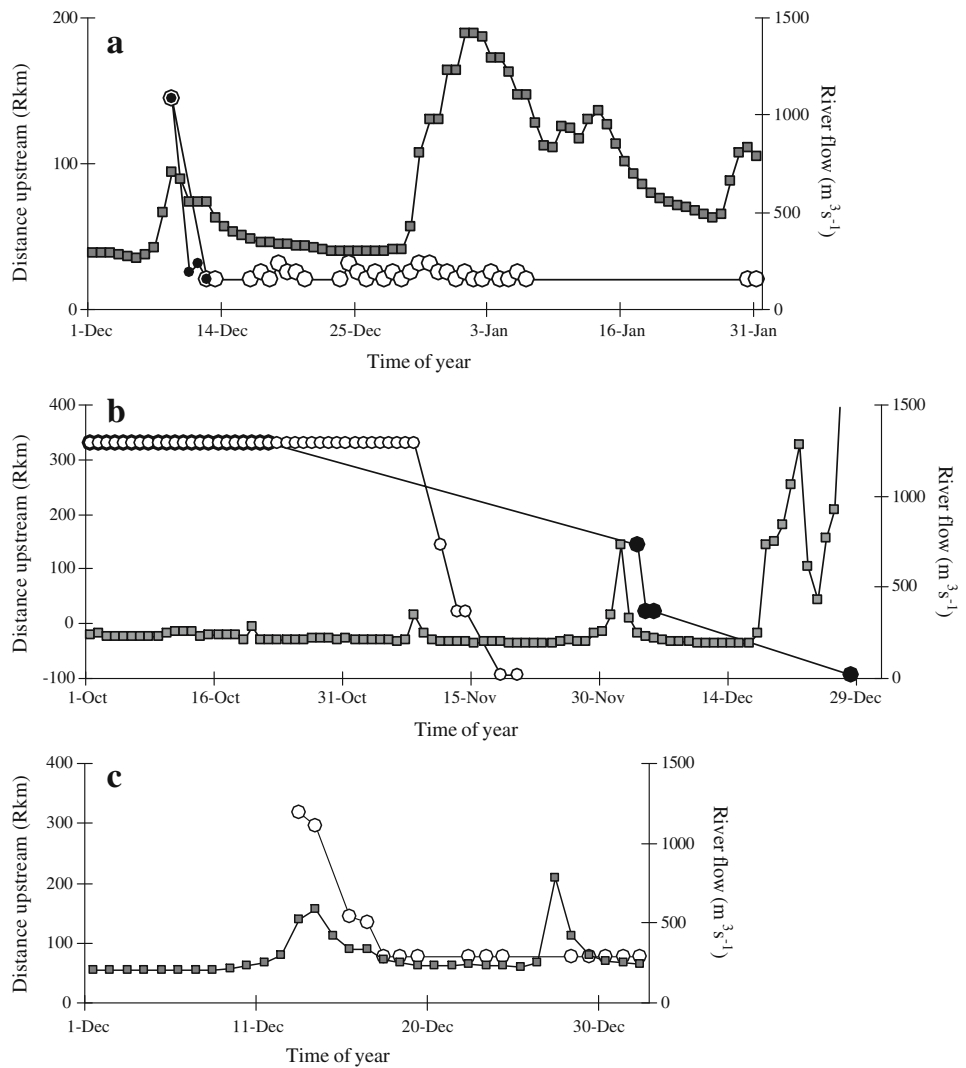 a
Distance upstream (Rkm)
200
100
0
1500
1000
500
0
River flow (m³s⁻¹)
1-Dec 14-Dec 25-Dec 3-Jan 16-Jan 31-Jan
Time of year
b
Distance upstream (Rkm)
400
300
200
100
0
-100
1500
1000
500
0
River flow (m³s⁻¹)
1-Oct 16-Oct 31-Oct 15-Nov 30-Nov 14-Dec 29-Dec
Time of year
c
Distance upstream (Rkm)
400
300
200
100
0
1500
1000
500
0
River flow (m³s⁻¹)
1-Dec 11-Dec 20-Dec 30-Dec
Time of year